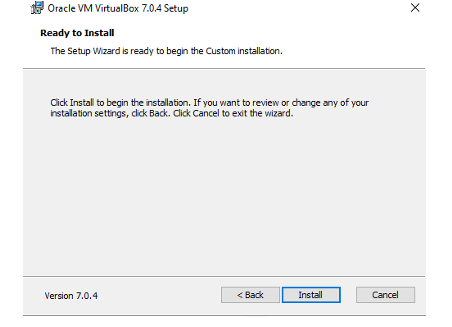 Oracle VM VirtualBox 7.0.4 Setup
Ready to Install
The Setup Wizard is ready to begin the Custom installation.
Click Install to begin the installation. If you want to review or change any of your
installation settings, click Back. Click Cancel to exit the wizard.
Version 7.0.4
< Back
Install
Cancel